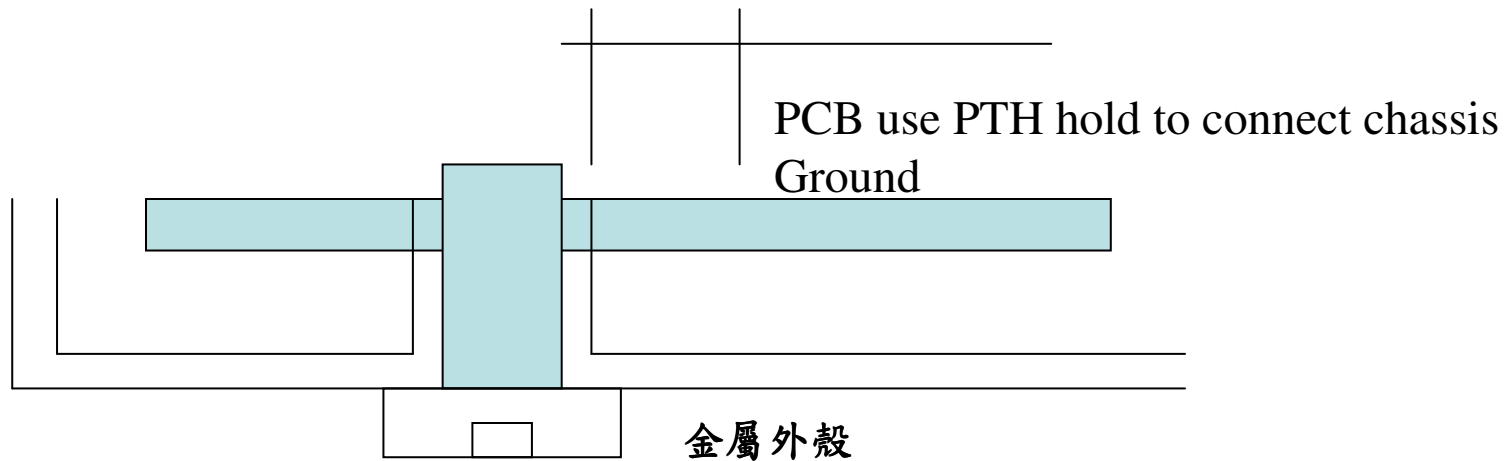 PCB use PTH hold to connect chassis
Ground
金屬外殼